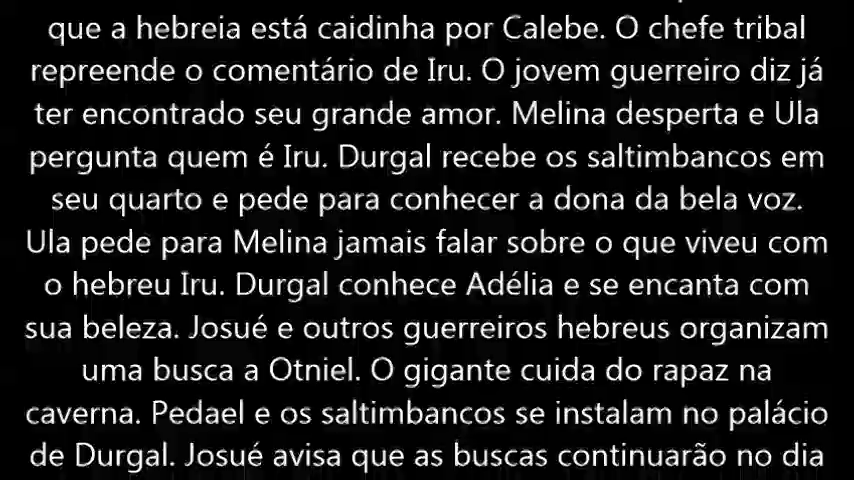 que a hebreia está caidinha por Calebe. O chefe tribal
repreende o comentário de Iru. O jovem guerreiro diz já
ter encontrado seu grande amor. Melina desperta e Ula
pergunta quem é Iru. Durgal recebe os saltimbancos em
seu quarto e pede para conhecer a dona da bela voz.
Ula pede para Melina jamais falar sobre o que viveu com
o hebreu Iru. Durgal conhece Adélia e se encanta com
sua beleza. Josué e outros guerreiros hebreus organizam
uma busca a Otniel. O gigante cuida do rapaz na
caverna. Pedael e os saltimbancos se instalam no palácio
de Durgal. Josué avisa que as buscas continuarão no dia